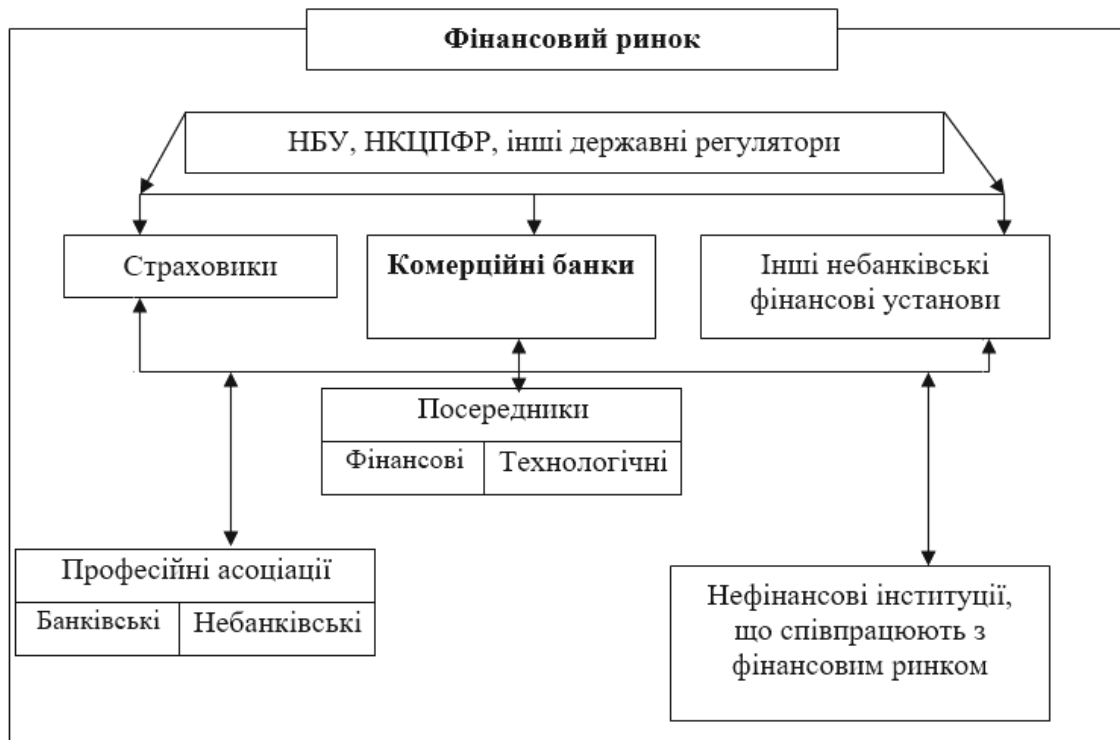 Фінансовий ринок
НБУ, НКЦПФР, інші державні регулятори
Страховики
Комерційні банки
Інші небанківські
фінансові установи
Посередники
Фінансові
Технологічні
Професійні асоціації
Банківські
Небанківські
Нефінансові інституції,
що співпрацюють з
фінансовим ринком